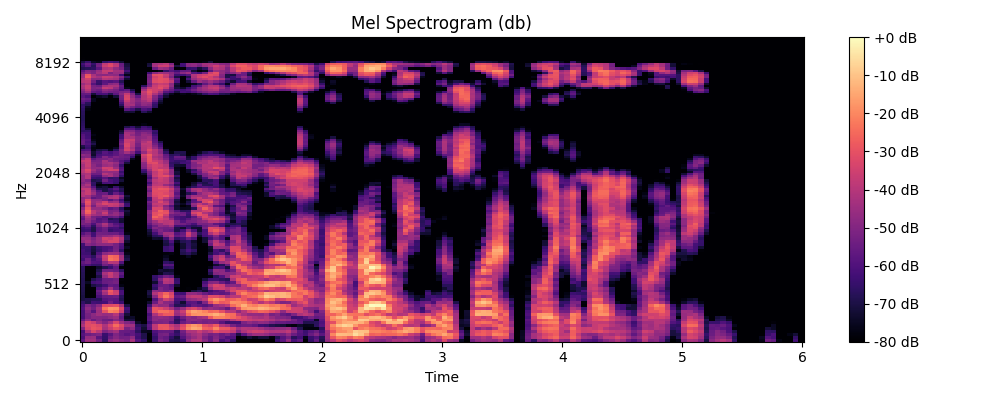 Mel Spectrogram (db)
8192
4096
2048
1024
512
0
Hz
0 1 2 3 4 5 6
Time
+0 dB
-10 dB
-20 dB
-30 dB
-40 dB
-50 dB
-60 dB
-70 dB
-80 dB